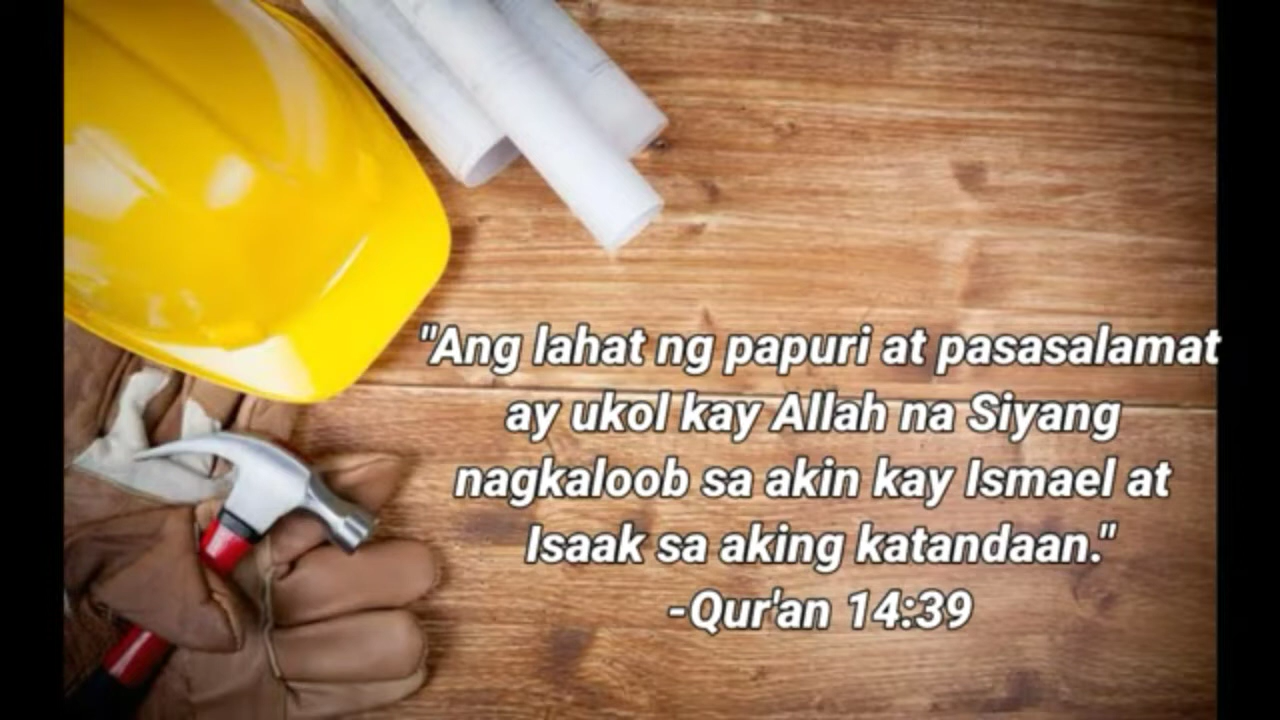 "Ang lahat ng papuri at pasasalamat
ay ukol kay Allah na Siyang
nagkaloob sa akin kay Ismael at
Isaak sa aking katandaan."
-Qur'an 14:39